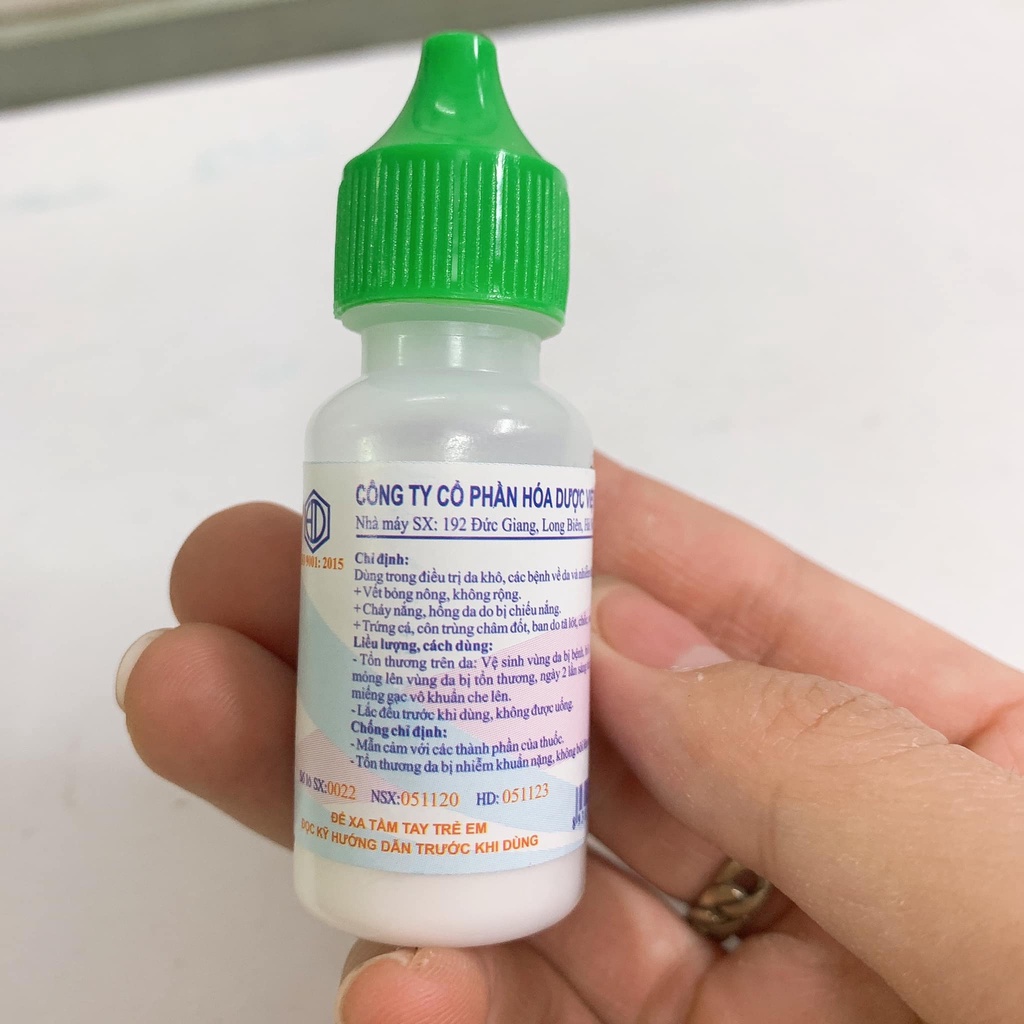 CÔNG TY CỔ PHẦN HÓA DƯỢC
Nhà máy SX: 192 Đức Giang, Long Biên,
HD
9001: 2015
Chỉ định:
Dùng trong điều trị da khô, các bệnh về da và
+ Vết bỏng nông, không rộng.
+ Cháy nắng, hồng da do bị chiếu nắng.
+ Trứng cá, côn trùng châm đốt, ban do tã lót,
Liều lượng, cách dùng:
- Tổn thương trên da: Vệ sinh vùng da bị bệnh,
mỏng lên vùng da bị tổn thương, ngày 2 lần
miếng gạc vô khuẩn che lên.
- Lắc đều trước khi dùng, không được uống.
Chống chỉ định:
- Mẫn cảm với các thành phần của thuốc.
- Tổn thương da bị nhiễm khuẩn nặng, không
Số lô SX:0022 NSX:051120 HD: 051123
ĐỂ XA TẦM TAY TRẺ EM
ĐỌC KỸ HƯỚNG DẪN TRƯỚC KHI DÙNG